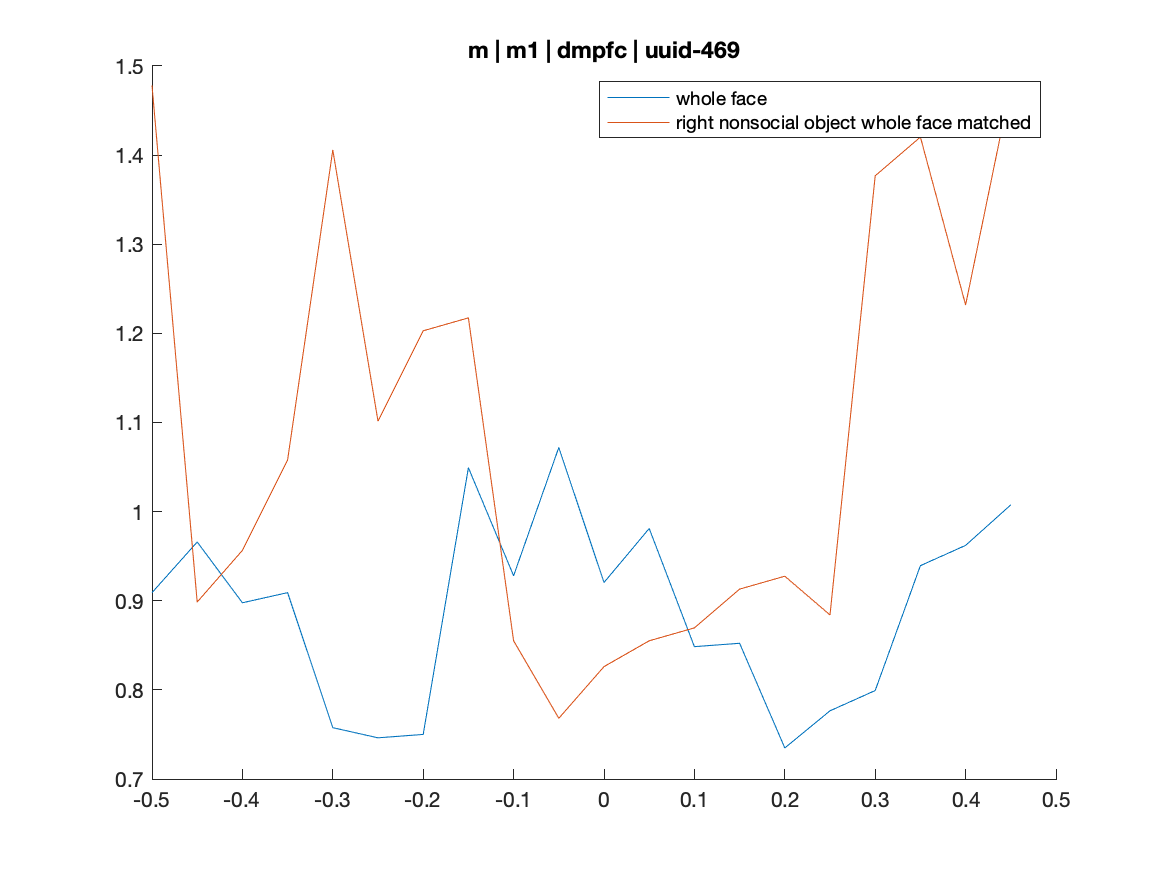 m | m1 | dmpfc | uuid-469
whole face
right nonsocial object whole face matched
1.5
1.4
1.3
1.2
1.1
1
0.9
0.8
0.7
-0.5 -0.4 -0.3 -0.2 -0.1 0 0.1 0.2 0.3 0.4 0.5